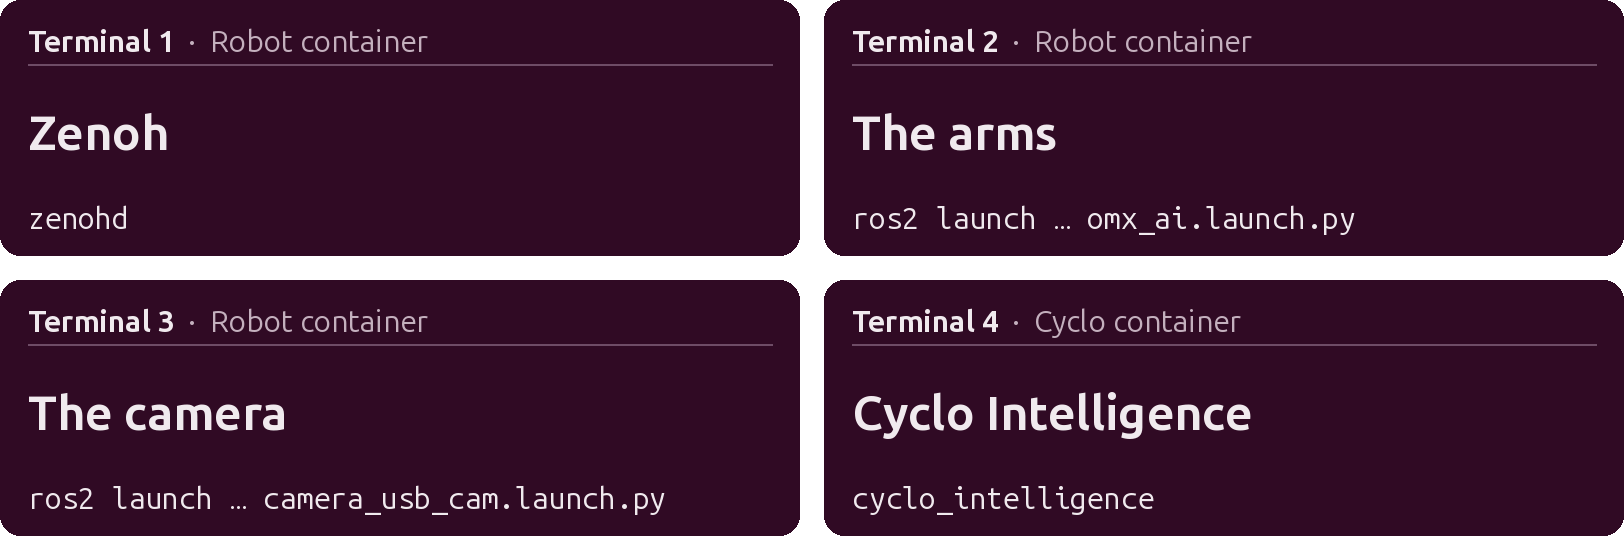 Terminal 1 · Robot container
Zenoh
zenohd
Terminal 2 · Robot container
The arms
ros2 launch … omx_ai.launch.py
Terminal 3 · Robot container
The camera
ros2 launch … camera_usb_cam.launch.py
Terminal 4 · Cyclo container
Cyclo Intelligence
cyclo_intelligence